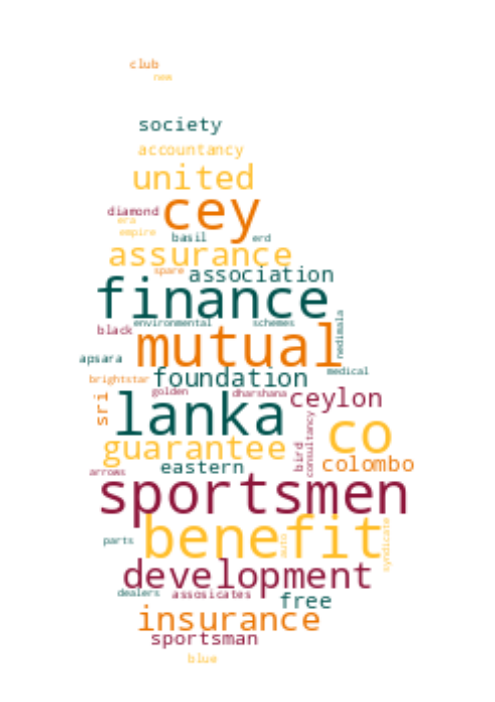 club
new
society
accountancy
united
diamond cey
era
empire basil erd
assurance
spare association
finance
environmental schemes
black mutual nedimala
apsara
brightstar foundation medical
golden dharshana
sri lanka ceylon
guarantee bird consultancy co
arrows eastern colombo
sportsmen
parts benefit auto syndicate
development
dealers assosicates free
insurance
sportsman
blue